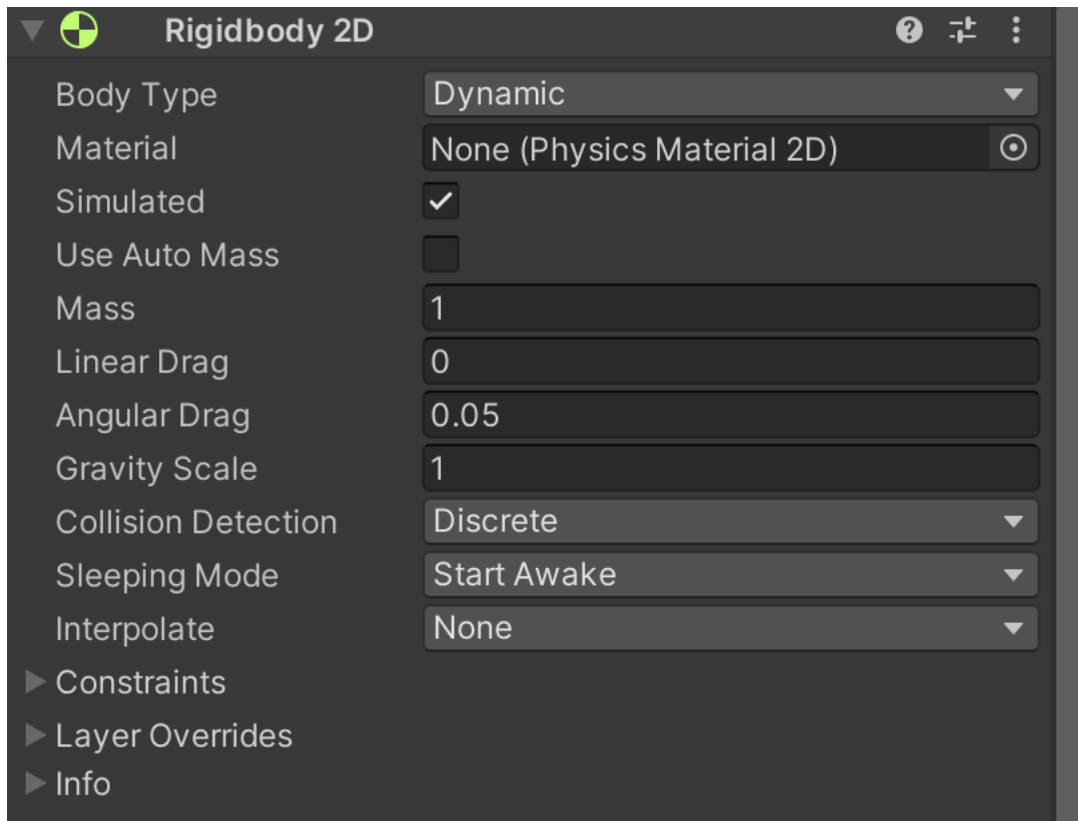 Rigidbody 2D
Body Type Dynamic
Material None (Physics Material 2D)
Simulated
Use Auto Mass
Mass 1
Linear Drag 0
Angular Drag 0.05
Gravity Scale 1
Collision Detection Discrete
Sleeping Mode Start Awake
Interpolate None
Constraints
Layer Overrides
Info